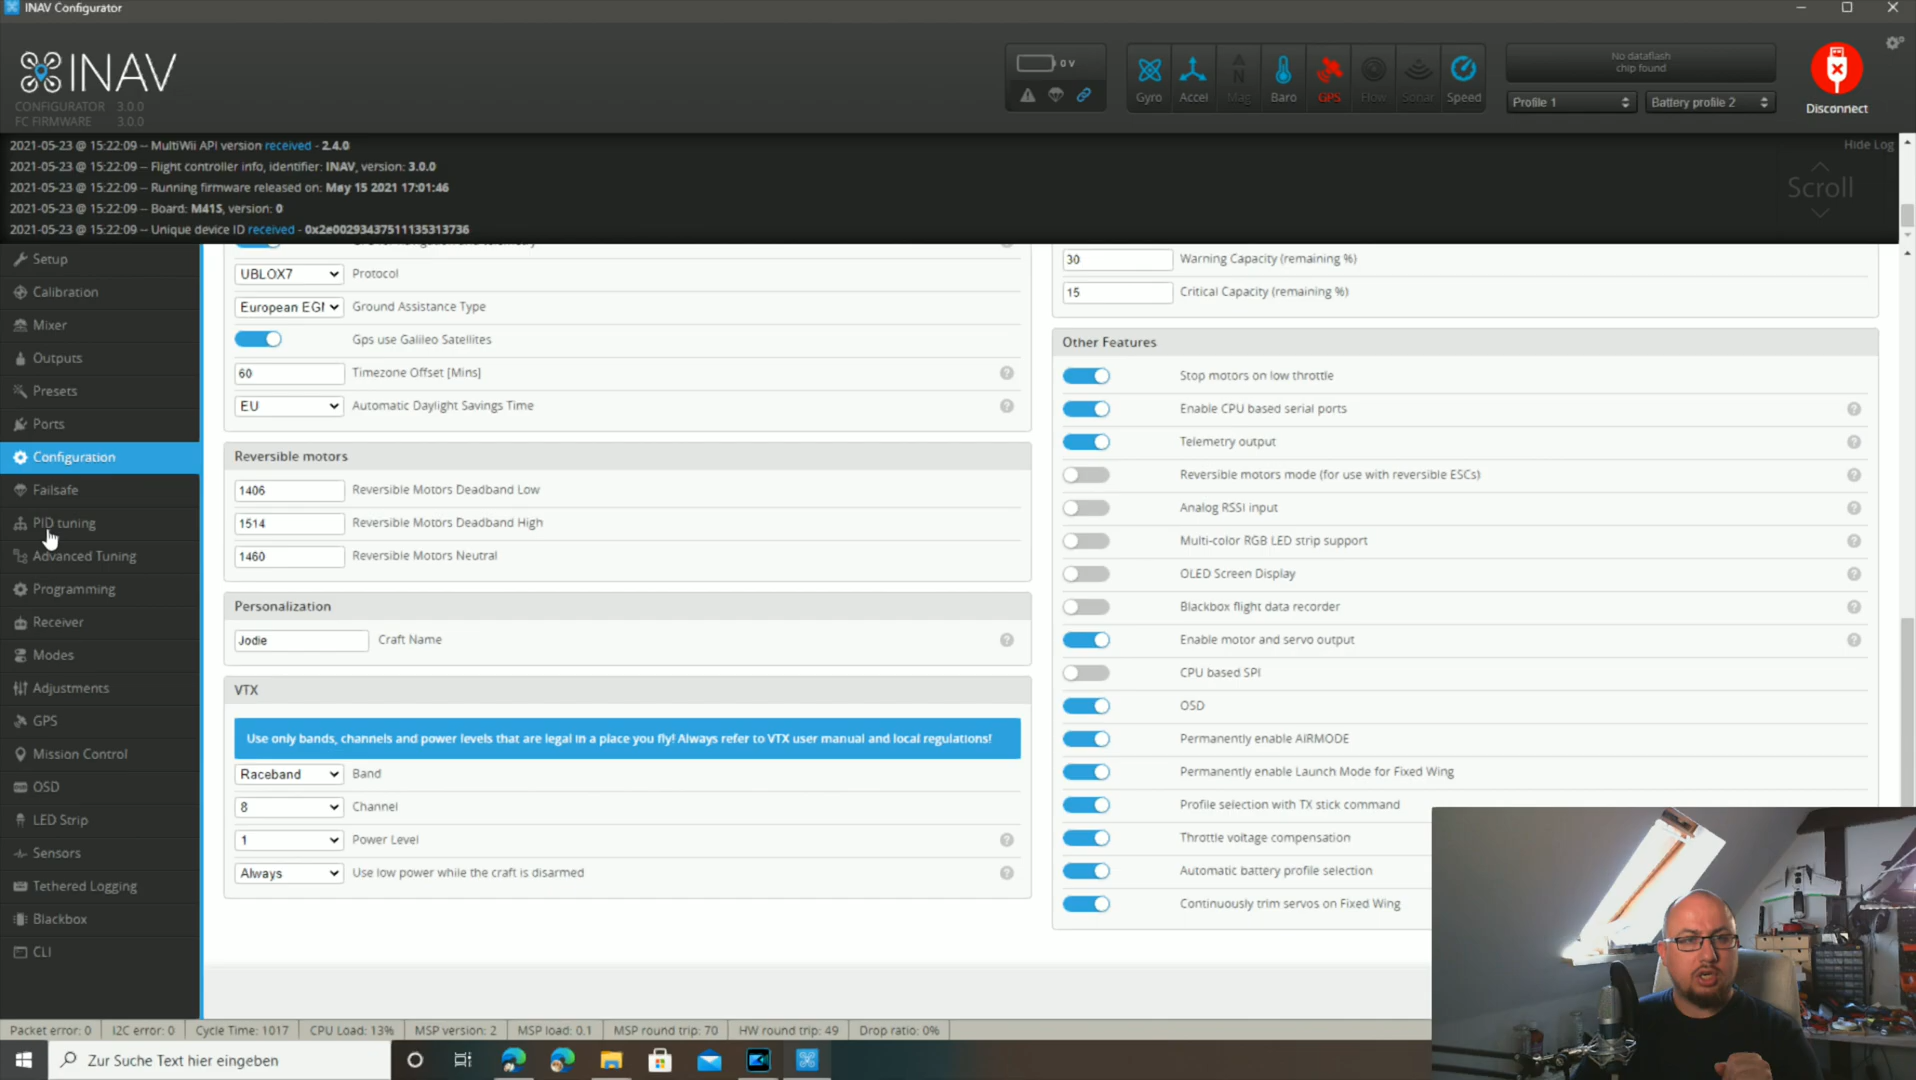 INAV Configurator
INAV
CONFIGURATOR 3.0.0
FC FIRMWARE 3.0.0
0 V
Gyro
Accel
Mag
Baro
GPS
Flow
Sonar
Speed
No dataflash
chip found
Profile 1
Battery profile 2
Disconnect
2021-05-23 @ 15:22:09 -- MultiWii API version received - 2.4.0
2021-05-23 @ 15:22:09 -- Flight controller info, identifier: INAV, version: 3.0.0
2021-05-23 @ 15:22:09 -- Running firmware released on: May 15 2021 17:01:46
2021-05-23 @ 15:22:09 -- Board: M41S, version: 0
2021-05-23 @ 15:22:09 -- Unique device ID received - 0x2e00293437511135313736
Hide Log
Scroll
Setup
Calibration
Mixer
Outputs
Presets
Ports
Configuration
Failsafe
PID tuning
Advanced Tuning
Programming
Receiver
Modes
Adjustments
GPS
Mission Control
OSD
LED Strip
Sensors
Tethered Logging
Blackbox
CLI
UBLOX7 Protocol
European EGN Ground Assistance Type
Gps use Galileo Satellites
60 Timezone Offset [Mins]
EU Automatic Daylight Savings Time
Reversible motors
1406 Reversible Motors Deadband Low
1514 Reversible Motors Deadband High
1460 Reversible Motors Neutral
Personalization
Jodie Craft Name
VTX
Use only bands, channels and power levels that are legal in a place you fly! Always refer to VTX user manual and local regulations!
Raceband Band
8 Channel
1 Power Level
Always Use low power while the craft is disarmed
30 Warning Capacity (remaining %)
15 Critical Capacity (remaining %)
Other Features
Stop motors on low throttle
Enable CPU based serial ports
Telemetry output
Reversible motors mode (for use with reversible ESCs)
Analog RSSI input
Multi-color RGB LED strip support
OLED Screen Display
Blackbox flight data recorder
Enable motor and servo output
CPU based SPI
OSD
Permanently enable AIRMODE
Permanently enable Launch Mode for Fixed Wing
Profile selection with TX stick command
Throttle voltage compensation
Automatic battery profile selection
Continuously trim servos on Fixed Wing
Packet error: 0 I2C error: 0 Cycle Time: 1017 CPU Load: 13% MSP version: 2 MSP load: 0.1 MSP round trip: 70 HW round trip: 49 Drop ratio: 0%
Zur Suche Text hier eingeben